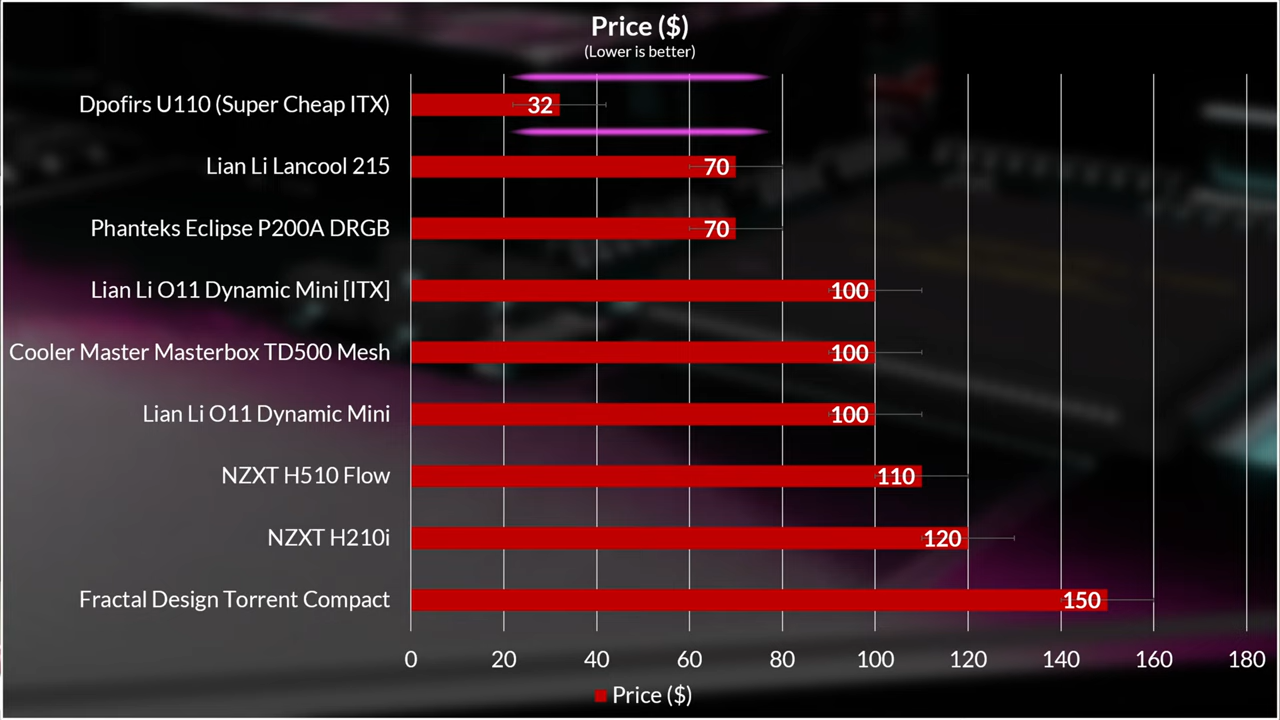 Price ($)
(Lower is better)
Dpofirs U110 (Super Cheap ITX) 32
Lian Li Lancool 215 70
Phanteks Eclipse P200A DRGB 70
Lian Li O11 Dynamic Mini [ITX] 100
Cooler Master Masterbox TD500 Mesh 100
Lian Li O11 Dynamic Mini 100
NZXT H510 Flow 110
NZXT H210i 120
Fractal Design Torrent Compact 150
0 20 40 60 80 100 120 140 160 180
Price ($)